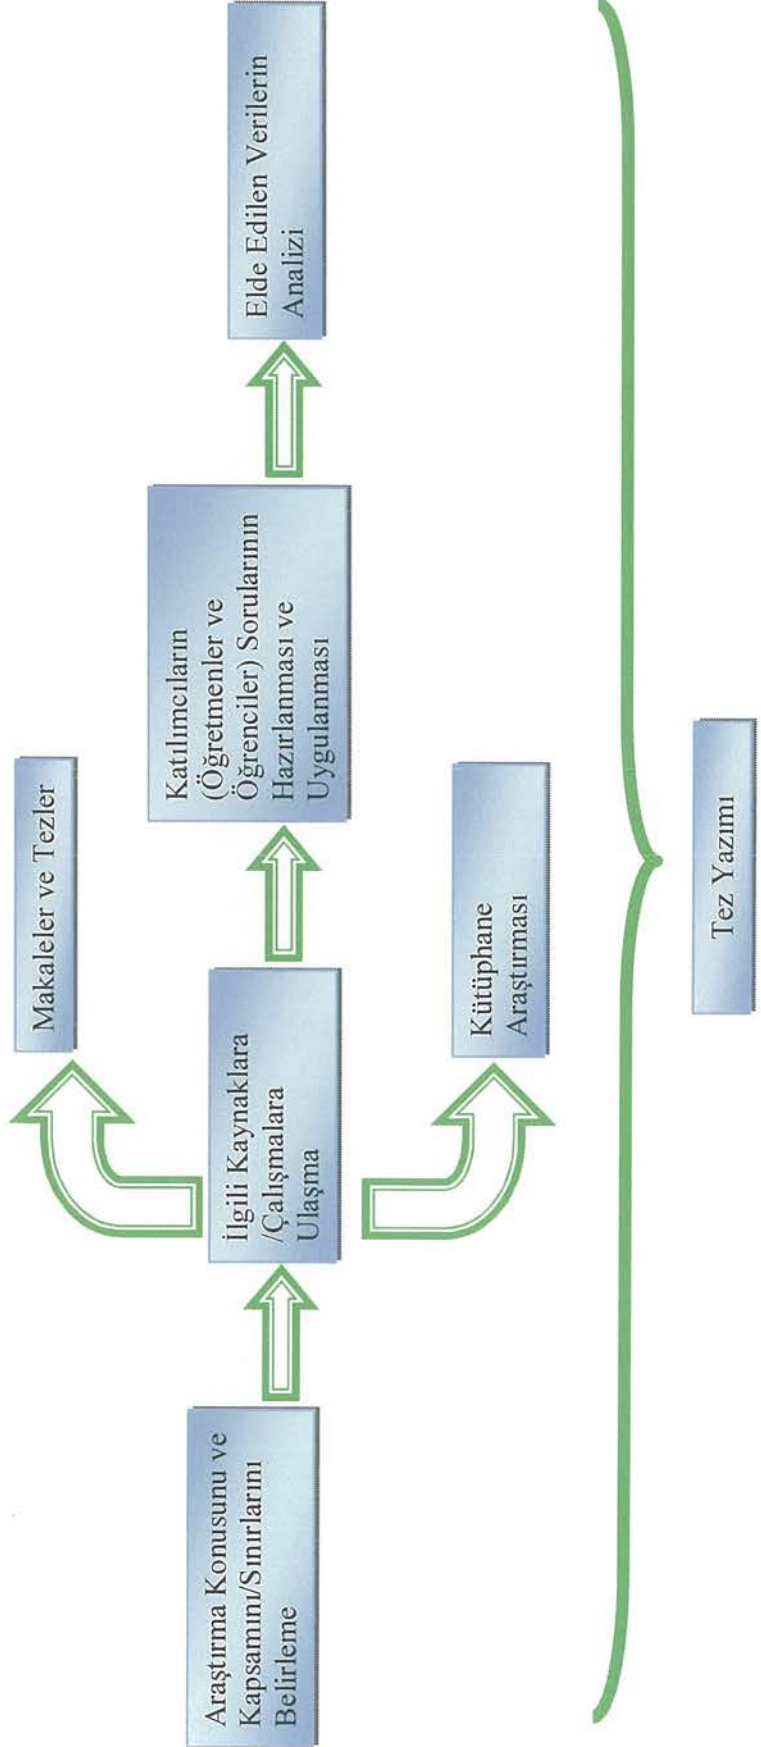 Araştırma Konusunu ve
Kapsamını/Sınırlarını
Belirleme
İlgili Kaynaklara
/Çalışmalara
Ulaşma
Makaleler ve Tezler
Kütüphane
Araştırması
Katılımcıların
(Öğretmenler ve
Öğrenciler) Sorularının
Hazırlanması ve
Uygulanması
Elde Edilen Verilerin
Analizi
Tez Yazımı